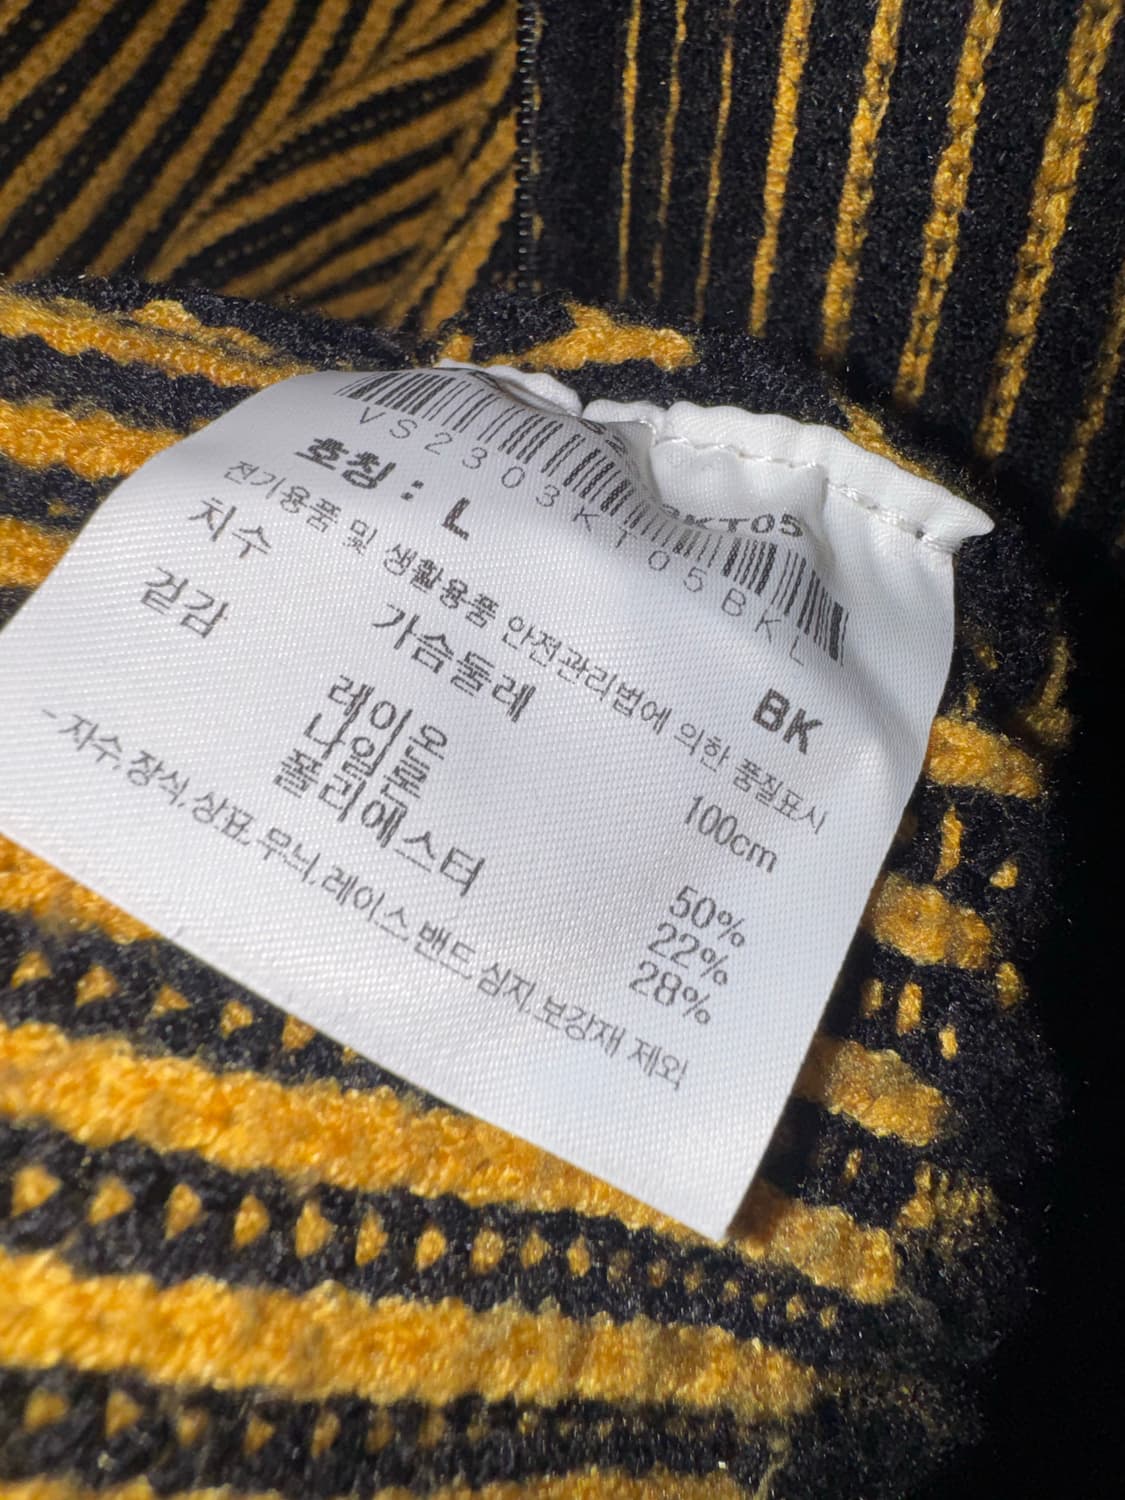 VS2303KT05BKL
호칭 : L BK
전기용품 및 생활용품 안전관리법에 의한 품질표시
치수 가슴둘레 100cm
겉감 레이온 50%
나일론 22%
폴리에스터 28%
-자수,장식,상표,무늬,레이스,밴드,심지,보강재 제외